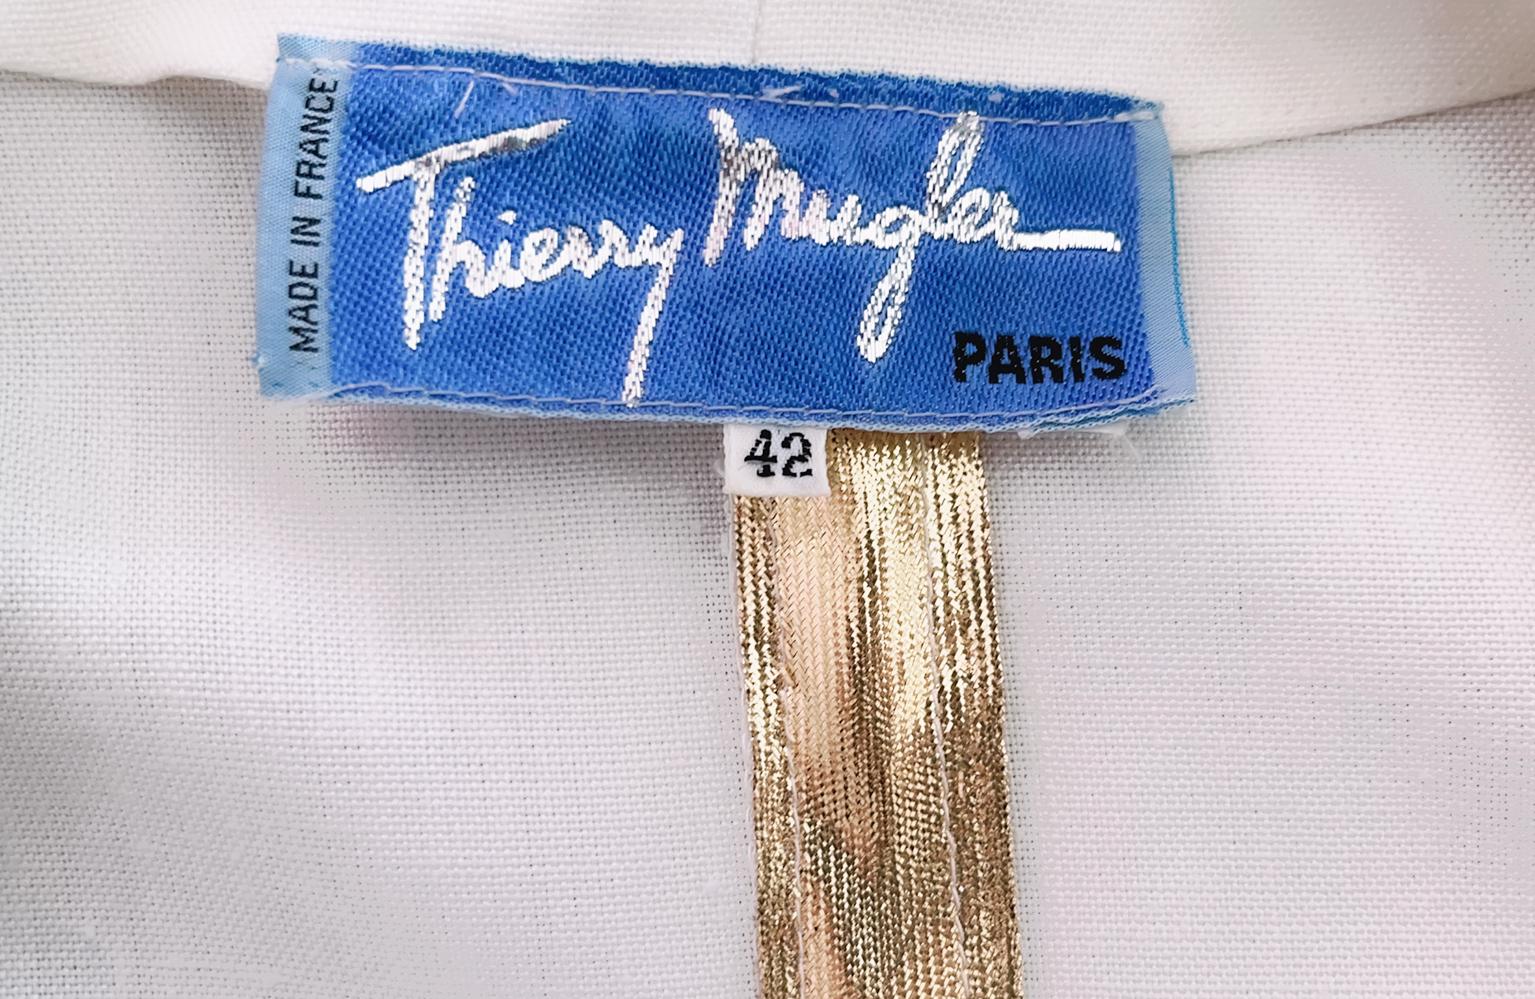 MADE IN FRANCE
Thierry Mugler
PARIS
42